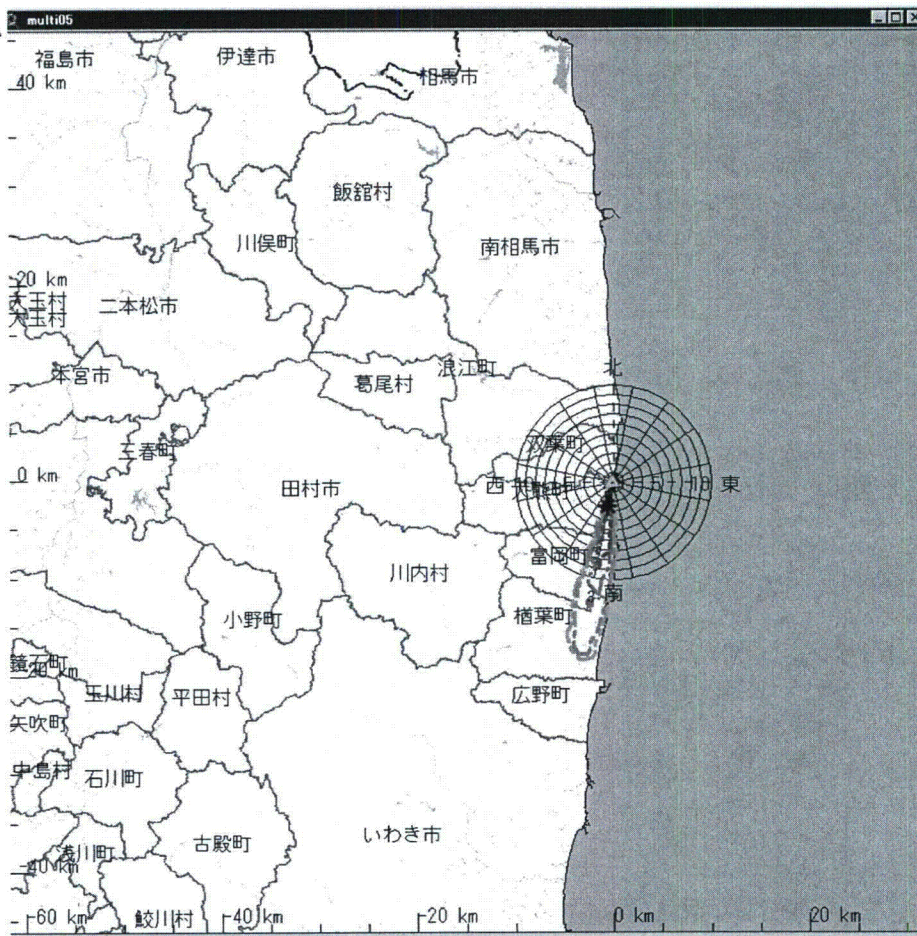 multi05
福島市
伊達市
相馬市
40 km
飯舘村
川俣町
南相馬市
20 km
大玉村
二本松市
大玉村
本宮市
葛尾村
浪江町
北
双葉町
三春町
0 km
田村市
西
東
富岡町
川内村
南
小野町
楢葉町
鏡石町
玉川村
平田村
広野町
矢吹町
中島村
石川町
いわき市
古殿町
浅川町
-40 km
鮫川村
-60 km
-40 km
-20 km
0 km
20 km